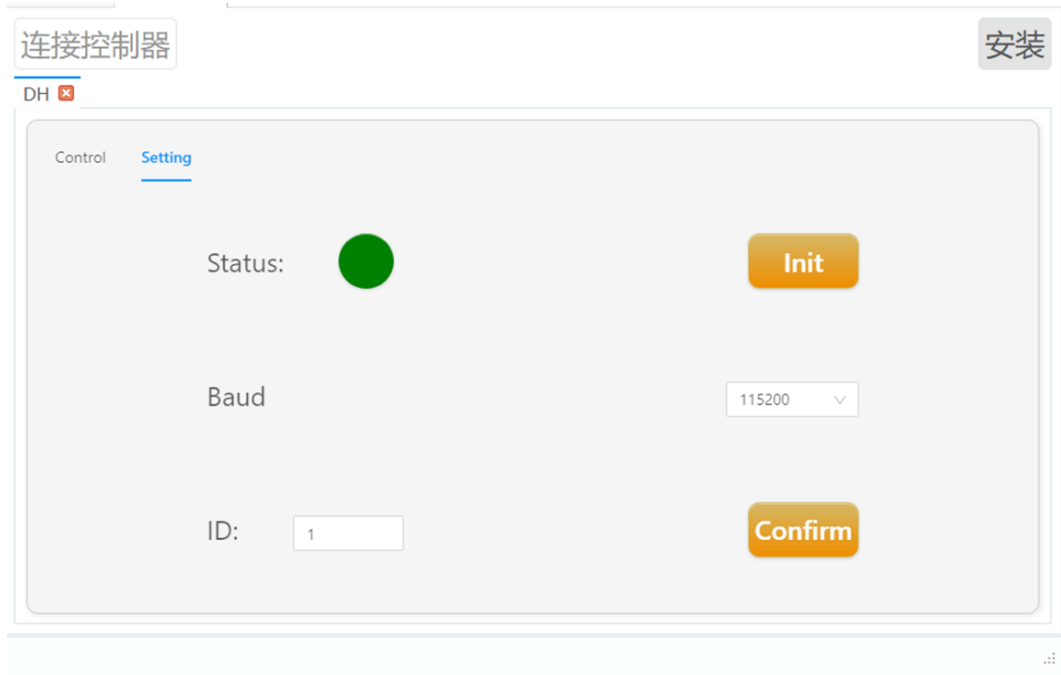 连接控制器 安装
DH
Control Setting
Status: Init
Baud 115200
ID: 1 Confirm